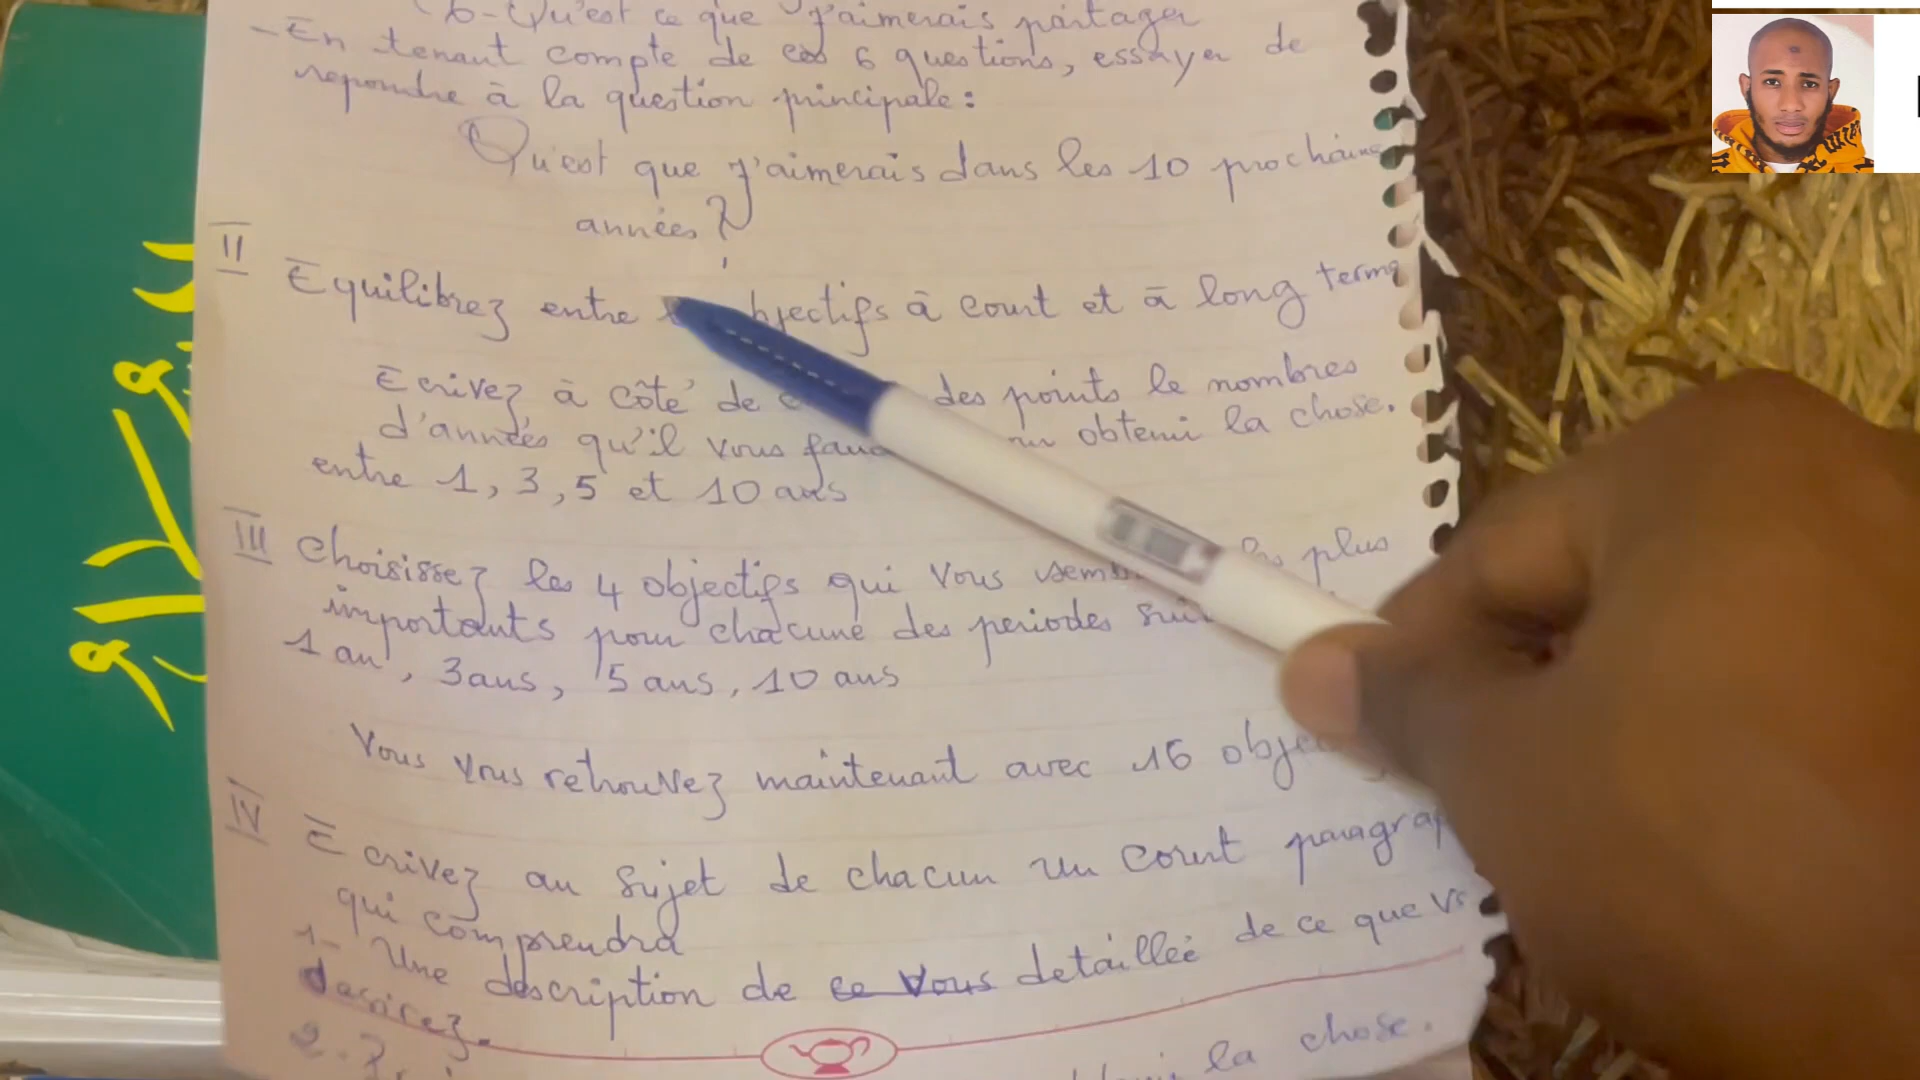 6-Qu'est ce que j'aimerais partager
-En tenant compte de ces 6 questions, essayer de
repondre à la question principale:
Qu'est que j'aimerais dans les 10 prochaine
années?
II
Equilibrez entre objectifs à court et à long terme
Ecrivez à côté de des points le nombres
d'années qu'il vous obtenir la chose.
entre 1, 3, 5 et 10 ans
III Choisissez les 4 objectifs qui vous plus
importants pour chacune des periodes
1 an, 3ans, 5 ans, 10 ans
Vous vous retrouvez maintenant avec 16
IV
Ecrivez au sujet de chacun un court
qui comprendra
1- Une description de ce vous detailleé de ce que vs
desirez.
2.
la chose.